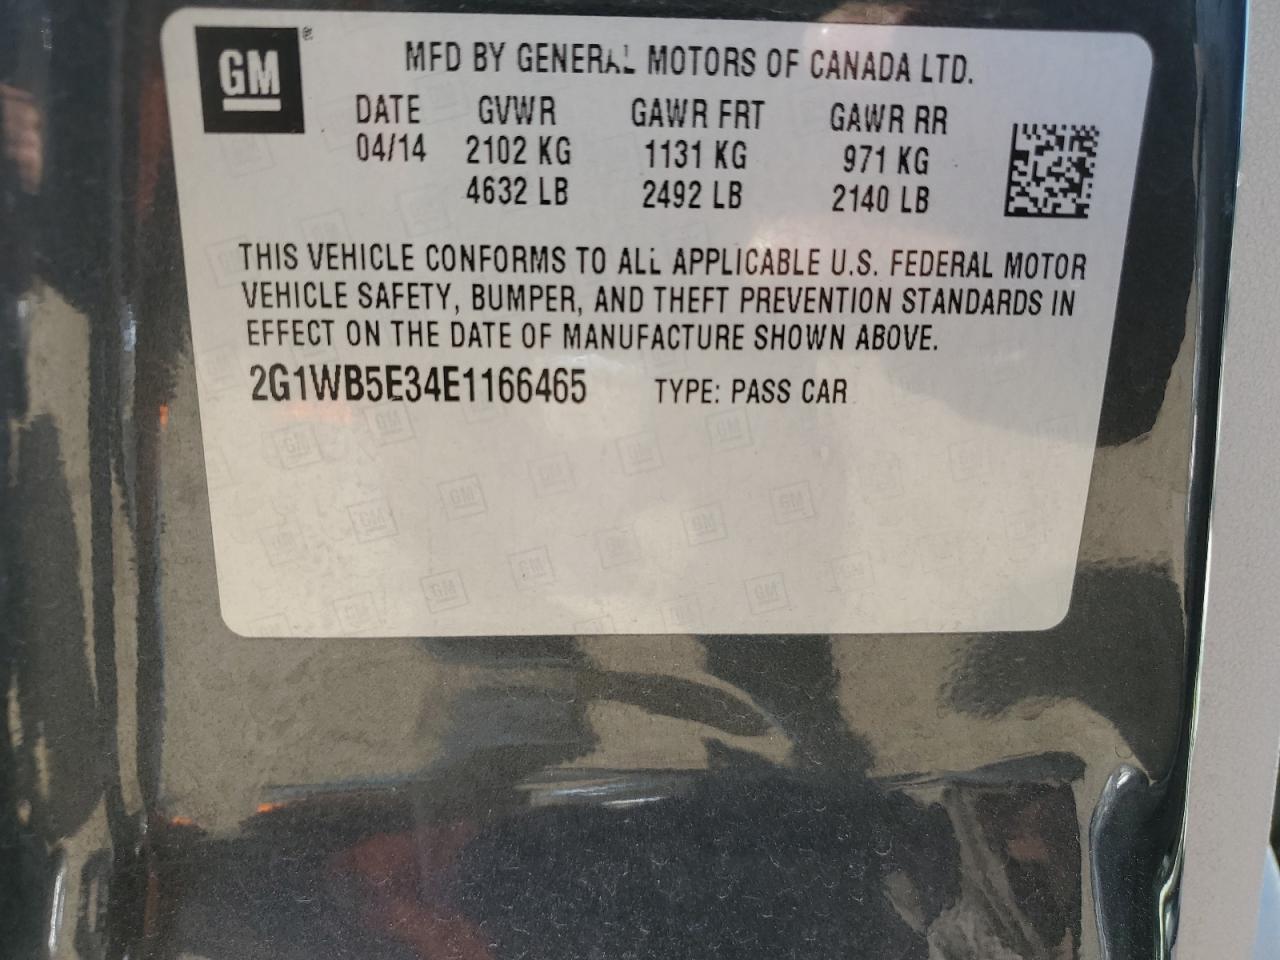 GM ®
MFD BY GENERAL MOTORS OF CANADA LTD.
DATE GVWR GAWR FRT GAWR RR
04/14 2102 KG 1131 KG 971 KG
4632 LB 2492 LB 2140 LB
THIS VEHICLE CONFORMS TO ALL APPLICABLE U.S. FEDERAL MOTOR
VEHICLE SAFETY, BUMPER, AND THEFT PREVENTION STANDARDS IN
EFFECT ON THE DATE OF MANUFACTURE SHOWN ABOVE.
2G1WB5E34E1166465 TYPE: PASS CAR